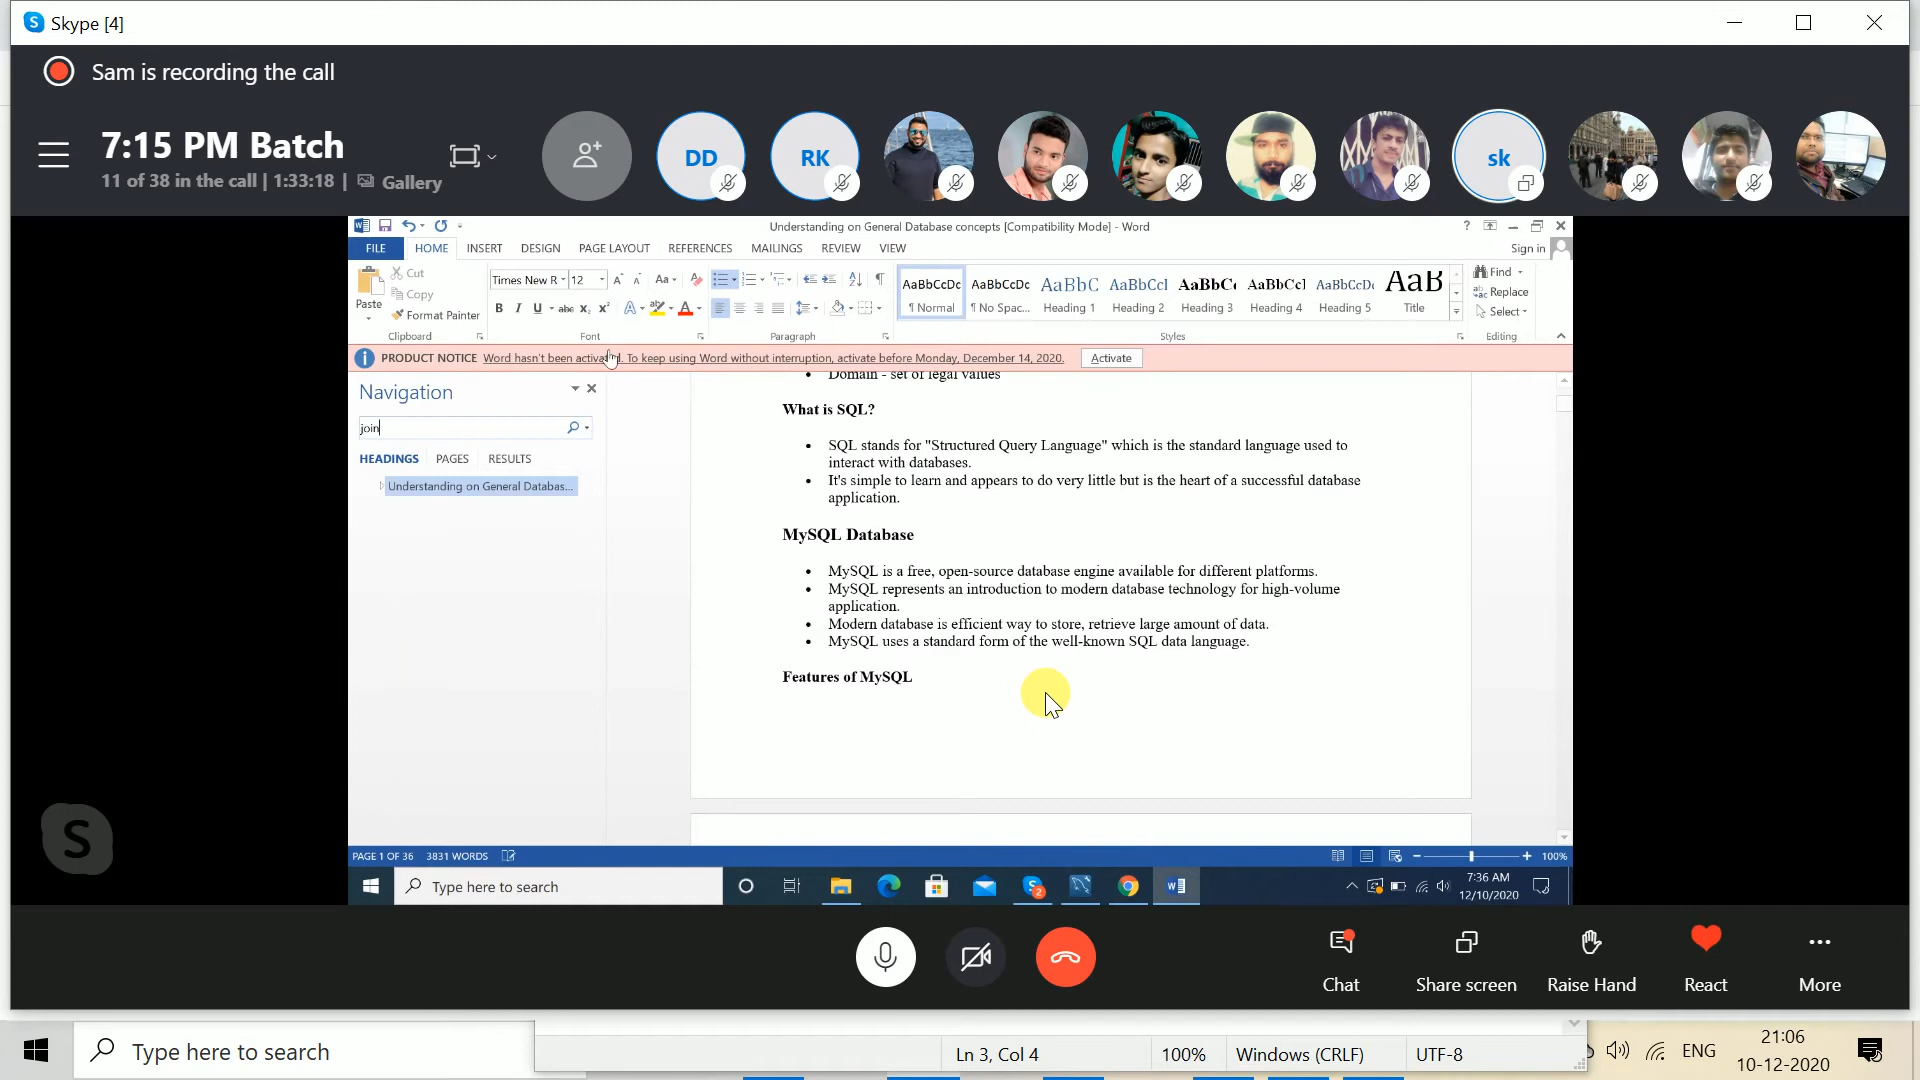 Skype [4]
Sam is recording the call
7:15 PM Batch
11 of 38 in the call | 1:33:18 | Gallery
DD
RK
sk
Understanding on General Database concepts [Compatibility Mode] - Word
FILE HOME INSERT DESIGN PAGE LAYOUT REFERENCES MAILINGS REVIEW VIEW
Sign in
Paste
Cut
Copy
Format Painter
Clipboard
Times New R 12
Font
Paragraph
AaBbCcDc AaBbCcDc AaBbC AaBbCcI AaBbCc AaBbCcI AaBbCcDc AaB
¶ Normal ¶ No Spac... Heading 1 Heading 2 Heading 3 Heading 4 Heading 5 Title
Styles
Find
Replace
Select
Editing
PRODUCT NOTICE Word hasn't been activated. To keep using Word without interruption, activate before Monday, December 14, 2020. Activate
Navigation
join
HEADINGS PAGES RESULTS
Understanding on General Databas...
• Domain - set of legal values
What is SQL?
• SQL stands for "Structured Query Language" which is the standard language used to
interact with databases.
• It's simple to learn and appears to do very little but is the heart of a successful database
application.
MySQL Database
• MySQL is a free, open-source database engine available for different platforms.
• MySQL represents an introduction to modern database technology for high-volume
application.
• Modern database is efficient way to store, retrieve large amount of data.
• MySQL uses a standard form of the well-known SQL data language.
Features of MySQL
PAGE 1 OF 36 3831 WORDS
100%
Type here to search
7:36 AM
12/10/2020
Chat
Share screen
Raise Hand
React
More
Type here to search
Ln 3, Col 4
100%
Windows (CRLF)
UTF-8
ENG
21:06
10-12-2020